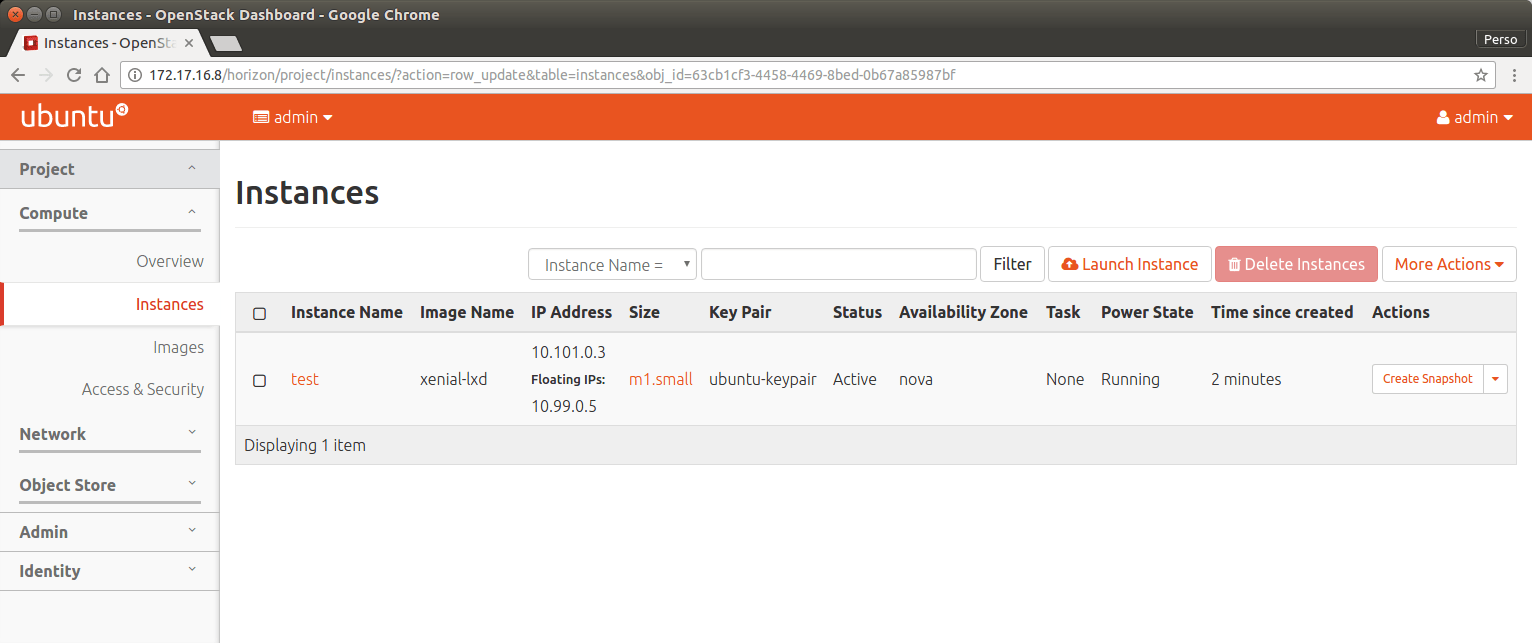 Instances - OpenStack Dashboard - Google Chrome
Instances - OpenSta
Perso
172.17.16.8/horizon/project/instances/?action=row_update&table=instances&obj_id=63cb1cf3-4458-4469-8bed-0b67a85987bf
ubuntu
admin
admin
Project
Compute
Overview
Instances
Images
Access & Security
Network
Object Store
Admin
Identity
Instances
Instance Name = Filter Launch Instance Delete Instances More Actions
Instance Name Image Name IP Address Size Key Pair Status Availability Zone Task Power State Time since created Actions
10.101.0.3
Floating IPs:
test xenial-lxd m1.small ubuntu-keypair Active nova None Running 2 minutes Create Snapshot
10.99.0.5
Displaying 1 item